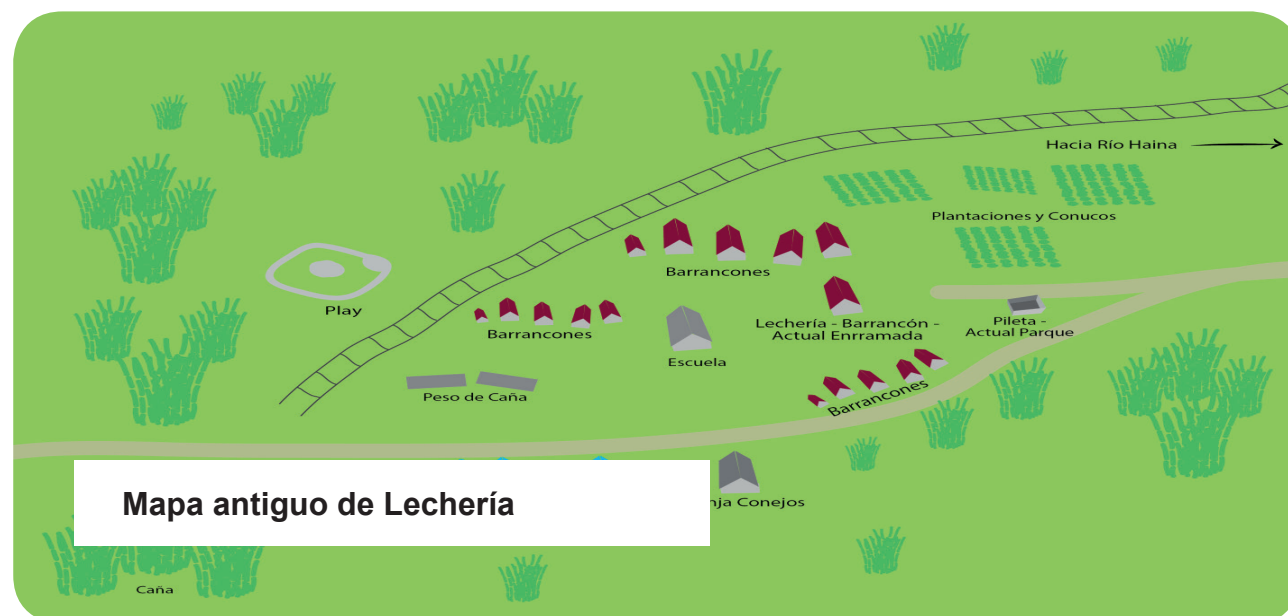 Hacia Río Haina
Plantaciones y Conucos
Barrancones
Play
Barrancones
Lechería - Barrancón -
Actual Enrramada
Pileta -
Actual Parque
Escuela
Peso de Caña
Barrancones
Mapa antiguo de Lechería
Conejos
Caña